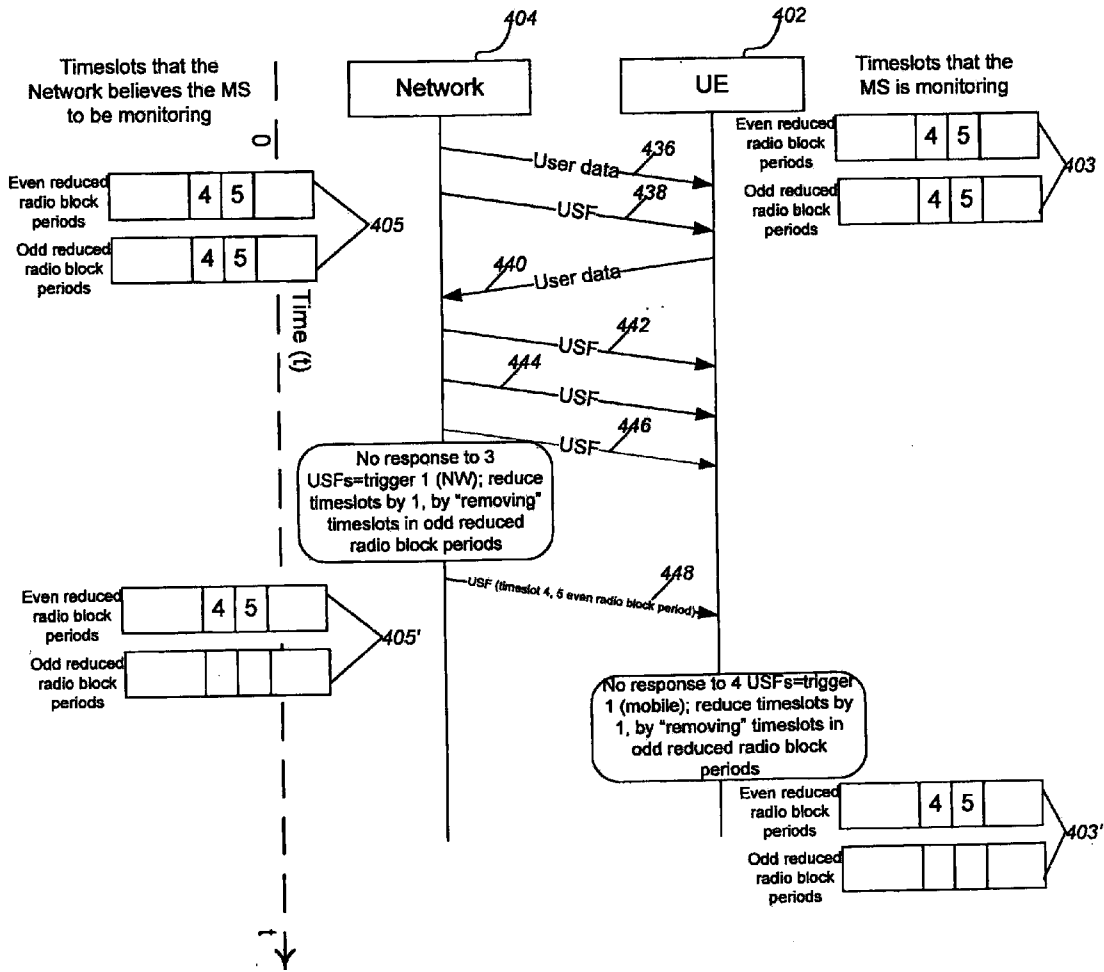 404
402
Timeslots that the
Network believes the MS
to be monitoring
Network
UE
Timeslots that the
MS is monitoring
0
Even reduced
radio block
periods
4 5
Odd reduced
radio block
periods
4 5
403
436
User data
438
USF
Even reduced
radio block
periods
4 5
Odd reduced
radio block
periods
4 5
405
440
User data
Time (t)
442
USF
444
USF
446
USF
No response to 3
USFs=trigger 1 (NW); reduce
timeslots by 1, by "removing"
timeslots in odd reduced
radio block periods
448
USF (timeslot 4, 5 even radio block period)
Even reduced
radio block
periods
4 5
Odd reduced
radio block
periods
405'
No response to 4 USFs=trigger
1 (mobile); reduce timeslots by
1, by "removing" timeslots in
odd reduced radio block
periods
Even reduced
radio block
periods
4 5
Odd reduced
radio block
periods
403'
t